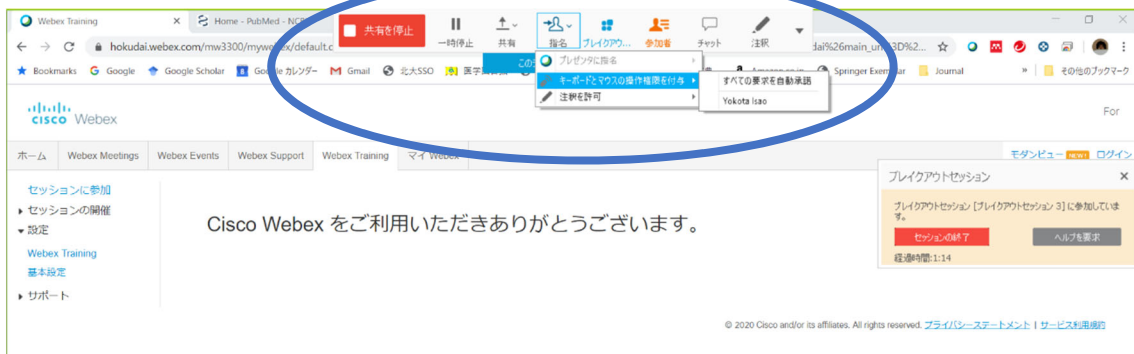 Webex Training
Home - PubMed - NC
共有を停止
一時停止
共有
指名
ブレイクアウ...
参加者
チャット
注釈
hokudai.webex.com/mw3300/mywebex/default.c
dai%26main_url%3D%2...
Bookmarks
Google
Google Scholar
Google カレンダー
Gmail
北大SSO
Springer Exemplar
Journal
その他のブックマーク
プレゼンタに指名
キーボードとマウスの操作権限を付与
すべての要求を自動承諾
注釈を許可
Yokota Isao
CISCO Webex
For
ホーム
Webex Meetings
Webex Events
Webex Support
Webex Training
マイ Webex
モダンビュー NEW! ログイン
セッションに参加
セッションの開催
設定
Webex Training
基本設定
サポート
Cisco Webex をご利用いただきありがとうございます。
ブレイクアウトセッション
ブレイクアウトセッション [ブレイクアウトセッション 3] に参加していま
す。
セッションの終了
ヘルプを要求
経過時間:1:14
© 2020 Cisco and/or its affiliates. All rights reserved. プライバシーステートメント | サービス利用規約